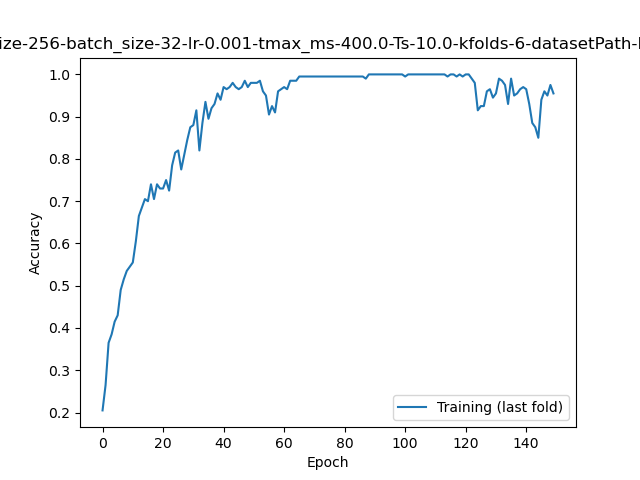 ize-256-batch_size-32-lr-0.001-tmax_ms-400.0-Ts-10.0-kfolds-6-datasetPath-
Accuracy
1.0
0.9
0.8
0.7
0.6
0.5
0.4
0.3
0.2
Training (last fold)
0 20 40 60 80 100 120 140
Epoch